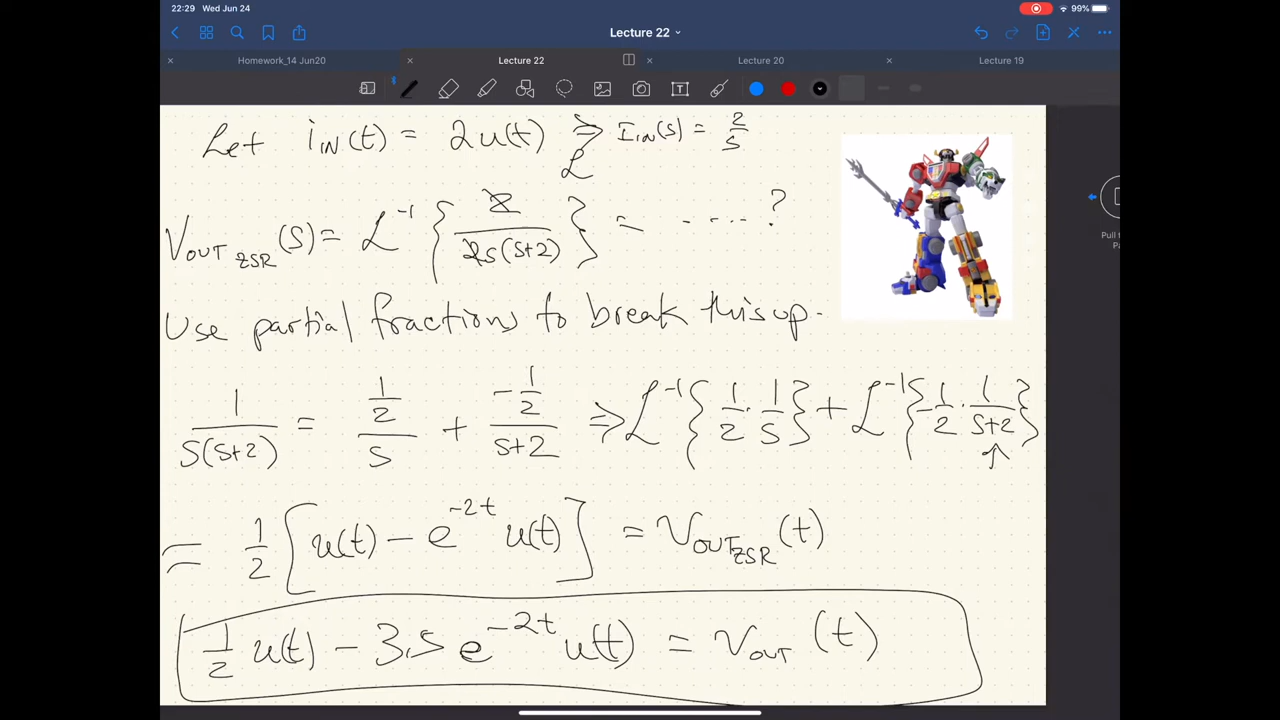 22:29 Wed Jun 24
99%
Lecture 22
Homework_14 Jun20
Lecture 22
Lecture 20
Lecture 19
Let i_IN(t) = 2u(t) ⇒ I_IN(s) = 2/s
ℒ
V_OUT ZSR (s) = ℒ^-1 { 2 / 2s(s+2) } = - ---- ?
Pull to
Use partial fractions to break this up.
1/s(s+2) = (1/2)/s + (-1/2)/(s+2) ⇒ ℒ^-1 { 1/2 · 1/s } + ℒ^-1 { -1/2 · 1/(s+2) }
↑
= 1/2 [ u(t) - e^-2t u(t) ] = V_OUT ZSR (t)
1/2 u(t) - 3.5 e^-2t u(t) = V_OUT (t)